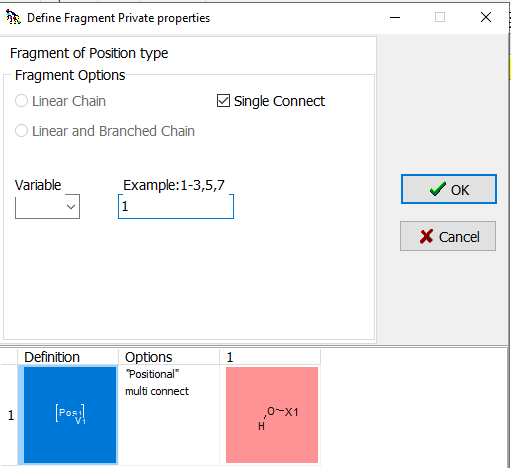 Define Fragment Private properties
Fragment of Position type
Fragment Options
Linear Chain
Single Connect
Linear and Branched Chain
Variable
Example:1-3,5,7
1
OK
Cancel
Definition Options 1
1
[Pos1]
V1
"Positional"
multi connect
O~X1
H